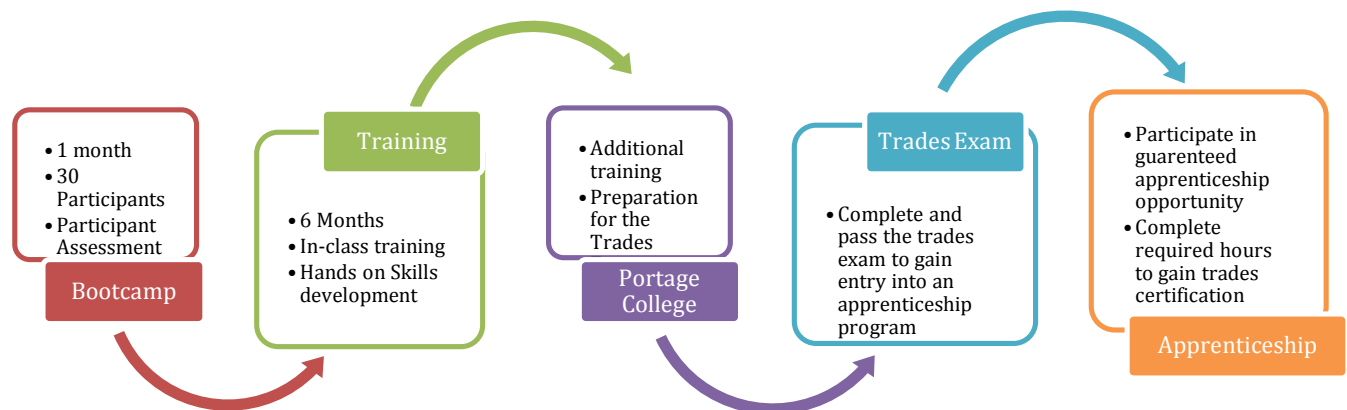 • 1 month
• 30
Participants
• Participant
Assessment
Bootcamp
Training
• 6 Months
• In-class training
• Hands on Skills
development
• Additional
training
• Preparation
for the
Trades
Portage
College
Trades Exam
• Complete and
pass the trades
exam to gain
entry into an
apprenticeship
program
• Participate in
guarenteed
apprenticeship
opportunity
• Complete
required hours
to gain trades
certification
Apprenticeship